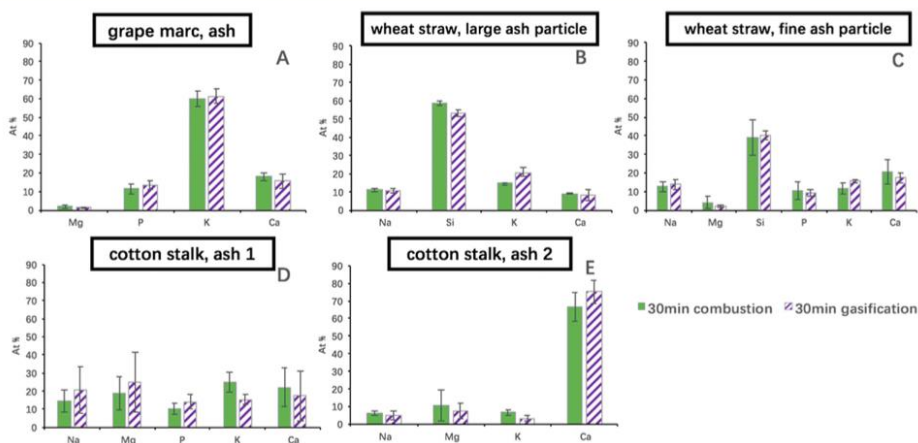 grape marc, ash
A
At %
90
80
70
60
50
40
30
20
10
0
Mg P K Ca
wheat straw, large ash particle
B
At %
90
80
70
60
50
40
30
20
10
0
Na Si K Ca
wheat straw, fine ash particle
C
At %
90
80
70
60
50
40
30
20
10
0
Na Mg Si P K Ca
cotton stalk, ash 1
D
At %
90
80
70
60
50
40
30
20
10
0
Na Mg P K Ca
cotton stalk, ash 2
E
At %
90
80
70
60
50
40
30
20
10
0
Na Mg K Ca
30min combustion 30min gasification